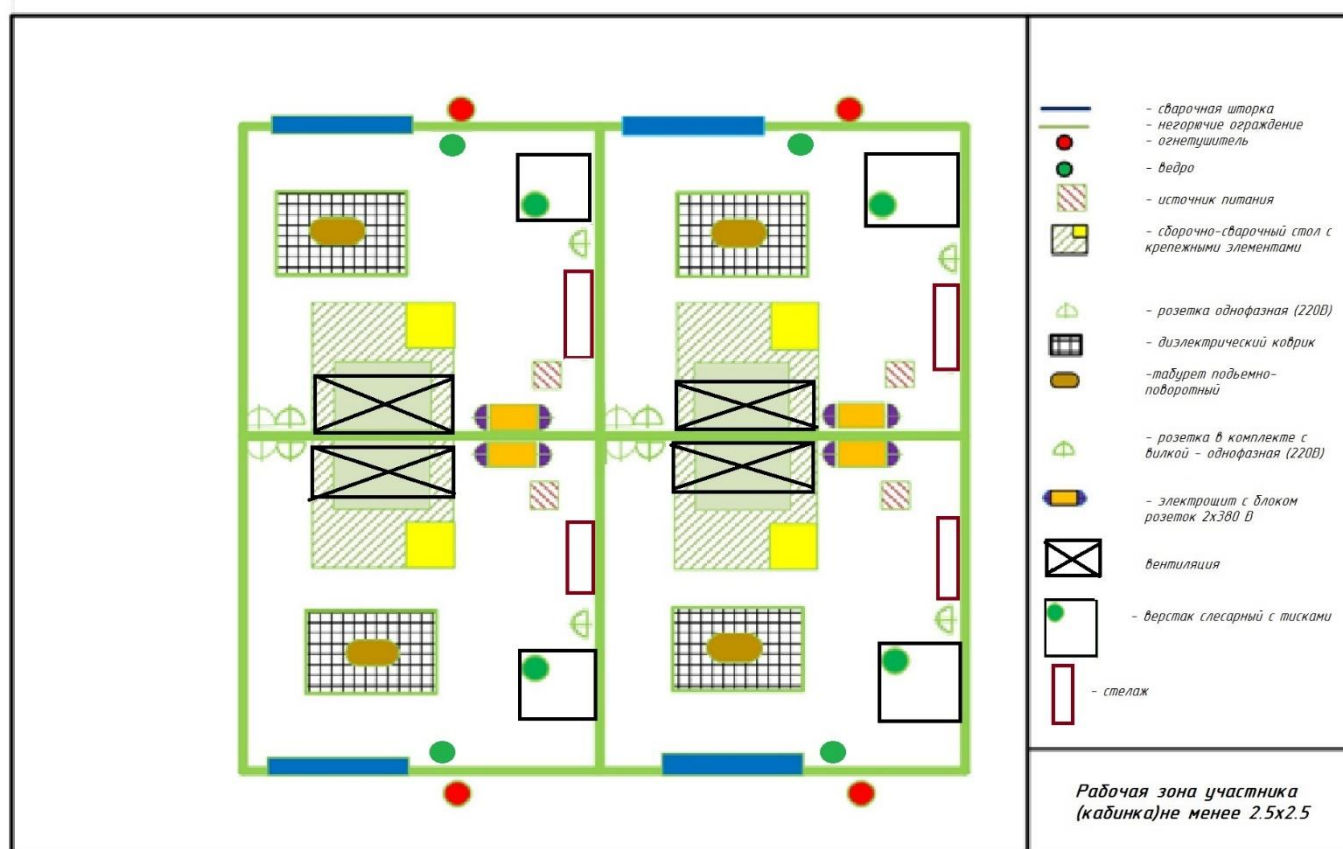 - сварочная шторка
- негорючие ограждение
- огнетушитель
- ведро
- источник питания
- сборочно-сварочный стол с
крепежными элементами
- розетка однофазная (220В)
- диэлектрический коврик
-табурет подьемно-
поворотный
- розетка в комплекте с
вилкой - однофазная (220В)
- электрощит с блоком
розеток 2х380 В
вентиляция
- верстак слесарный с тисками
- стелаж
Рабочая зона участника
(кабинка)не менее 2.5х2.5